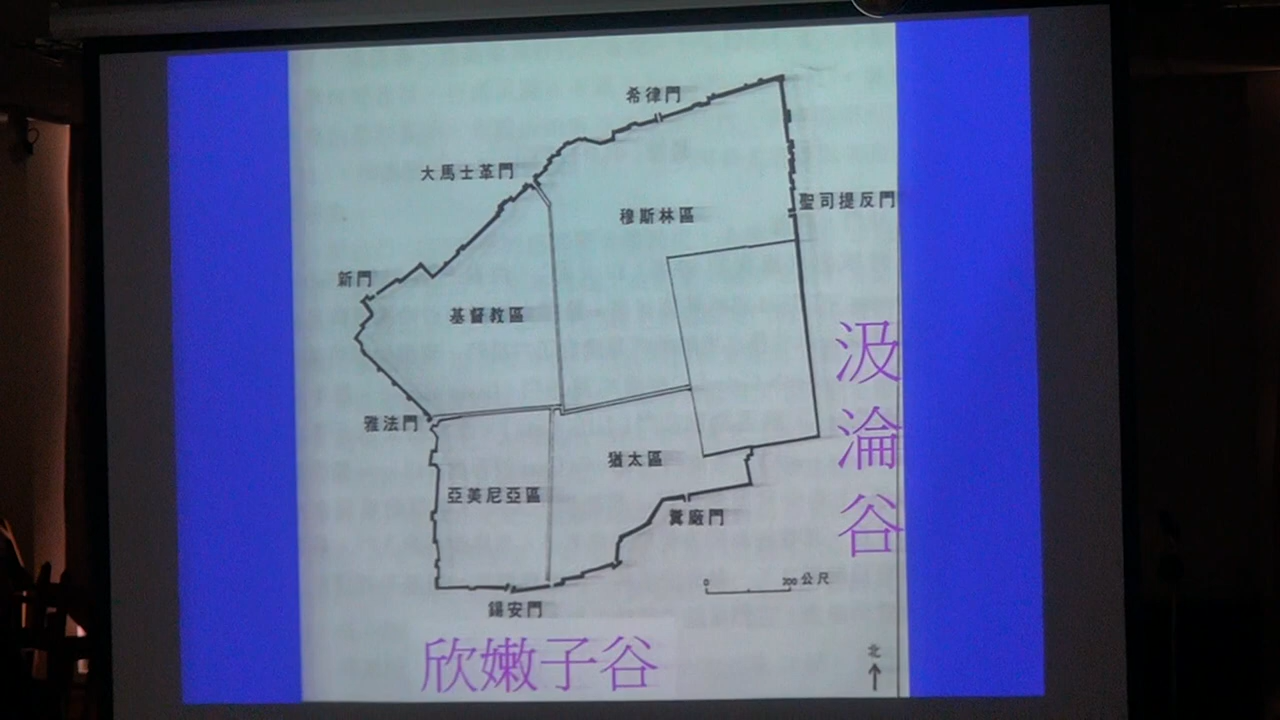 希律門
大馬士革門
聖司提反門
穆斯林區
新門
基督教區
雅法門
猶太區
亞美尼亞區
糞廠門
0 200公尺
錫安門
汲淪谷
欣嫩子谷
北